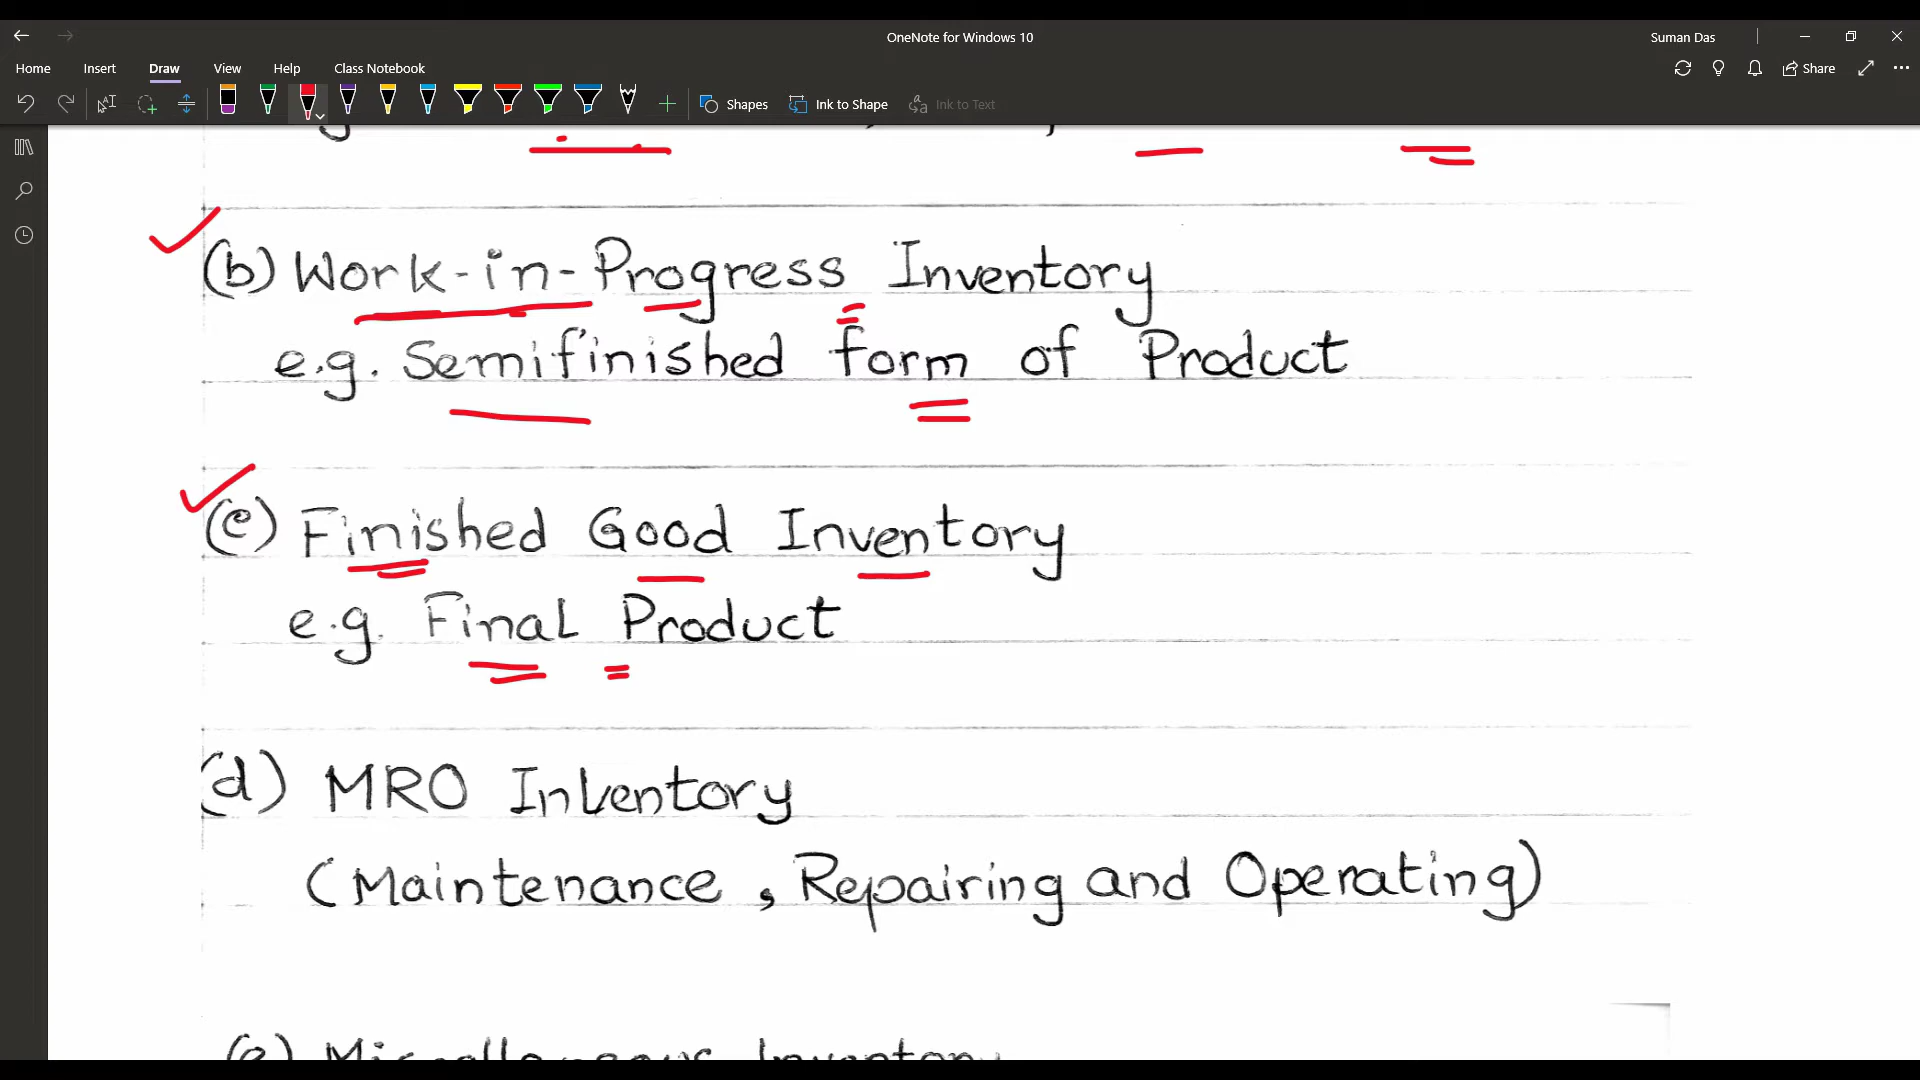 OneNote for Windows 10
Suman Das
Home Insert Draw View Help Class Notebook
Share
Shapes Ink to Shape Ink to Text
(b) Work-in-Progress Inventory
e.g. Semifinished form of Product
(c) Finished Good Inventory
e.g. Final Product
(d) MRO Inventory
(Maintenance, Repairing and Operating)
(e) Miscellaneous Inventory